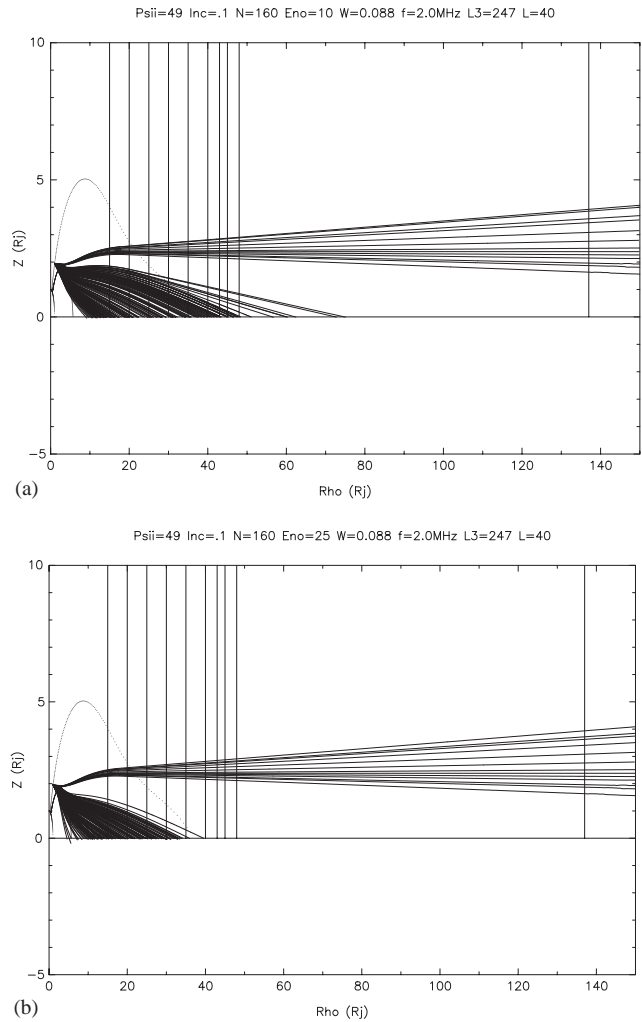 Psii=49 Inc=.1 N=160 Eno=10 W=0.088 f=2.0MHz L3=247 L=40
10
5
0
−5
Z (Rj)
0 20 40 60 80 100 120 140
Rho (Rj)
(a)
Psii=49 Inc=.1 N=160 Eno=25 W=0.088 f=2.0MHz L3=247 L=40
10
5
0
−5
Z (Rj)
0 20 40 60 80 100 120 140
Rho (Rj)
(b)